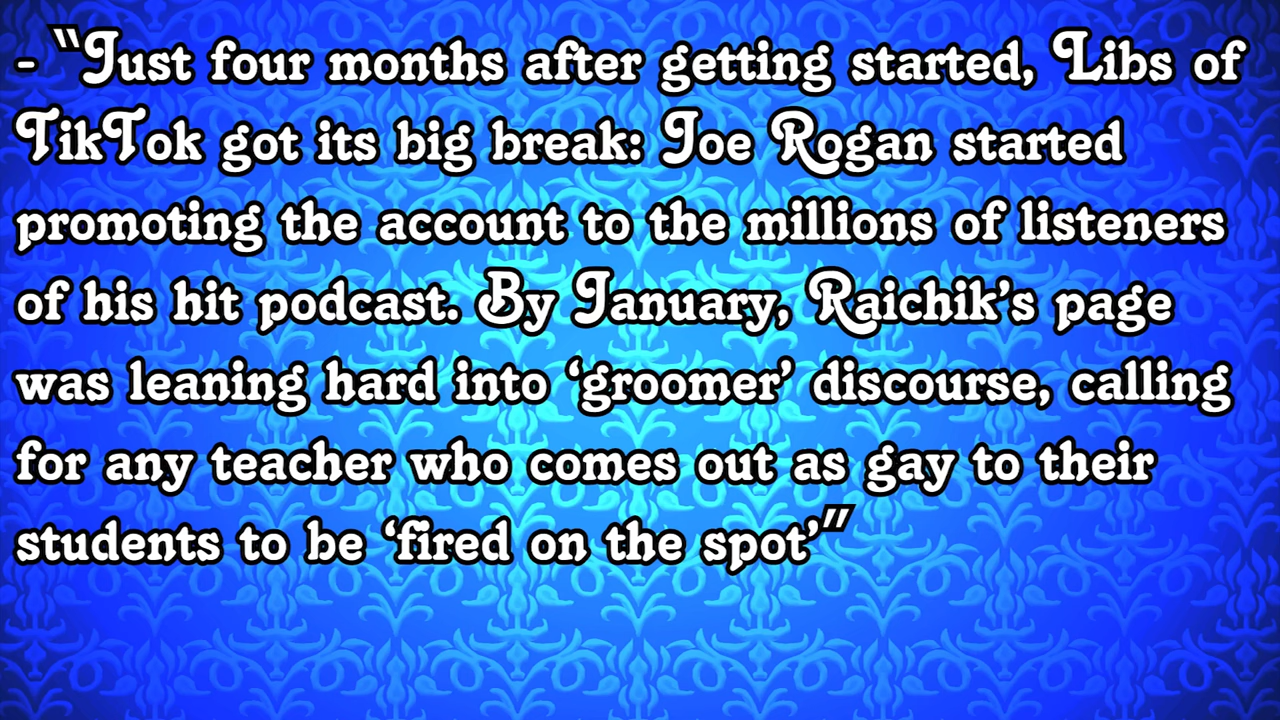 - “Just four months after getting started, Libs of
TikTok got its big break: Joe Rogan started
promoting the account to the millions of listeners
of his hit podcast. By January, Raichik’s page
was leaning hard into ‘groomer’ discourse, calling
for any teacher who comes out as gay to their
students to be ‘fired on the spot’”